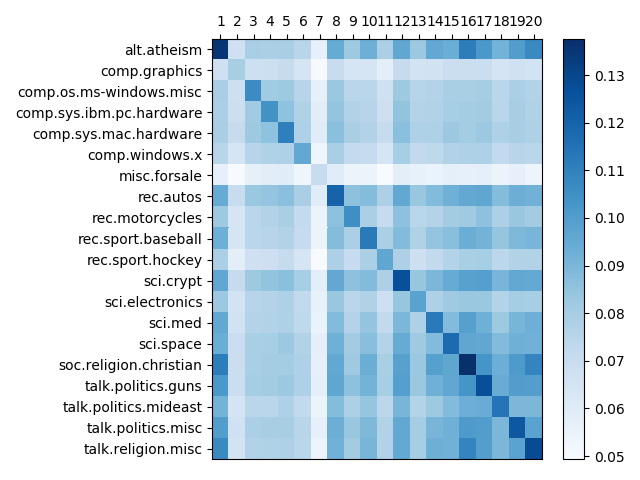 1 2 3 4 5 6 7 8 9 10 11 12 13 14 15 16 17 18 19 20
alt.atheism
comp.graphics
comp.os.ms-windows.misc
comp.sys.ibm.pc.hardware
comp.sys.mac.hardware
comp.windows.x
misc.forsale
rec.autos
rec.motorcycles
rec.sport.baseball
rec.sport.hockey
sci.crypt
sci.electronics
sci.med
sci.space
soc.religion.christian
talk.politics.guns
talk.politics.mideast
talk.politics.misc
talk.religion.misc
0.13
0.12
0.11
0.10
0.09
0.08
0.07
0.06
0.05